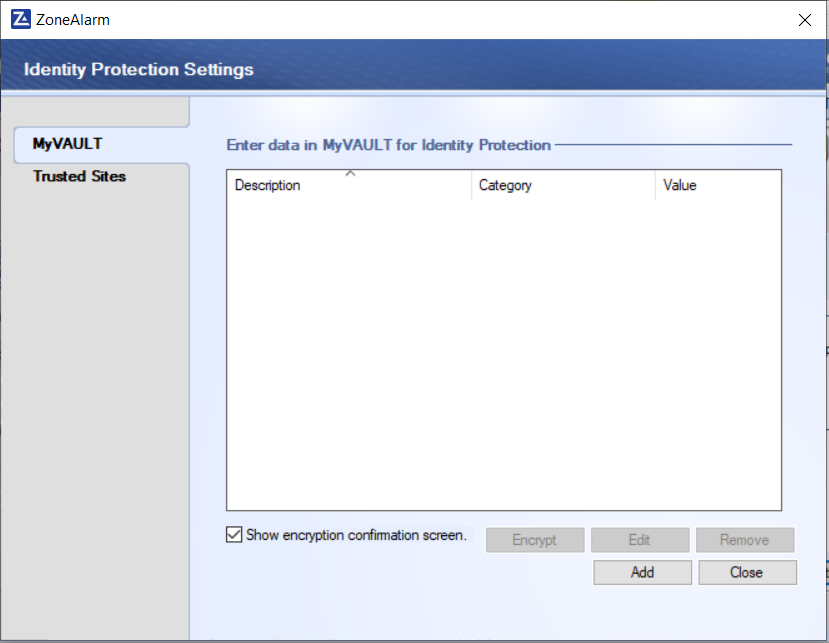 ZoneAlarm
Identity Protection Settings
MyVAULT
Trusted Sites
Enter data in MyVAULT for Identity Protection
Description Category Value
Show encryption confirmation screen.
Encrypt Edit Remove
Add Close